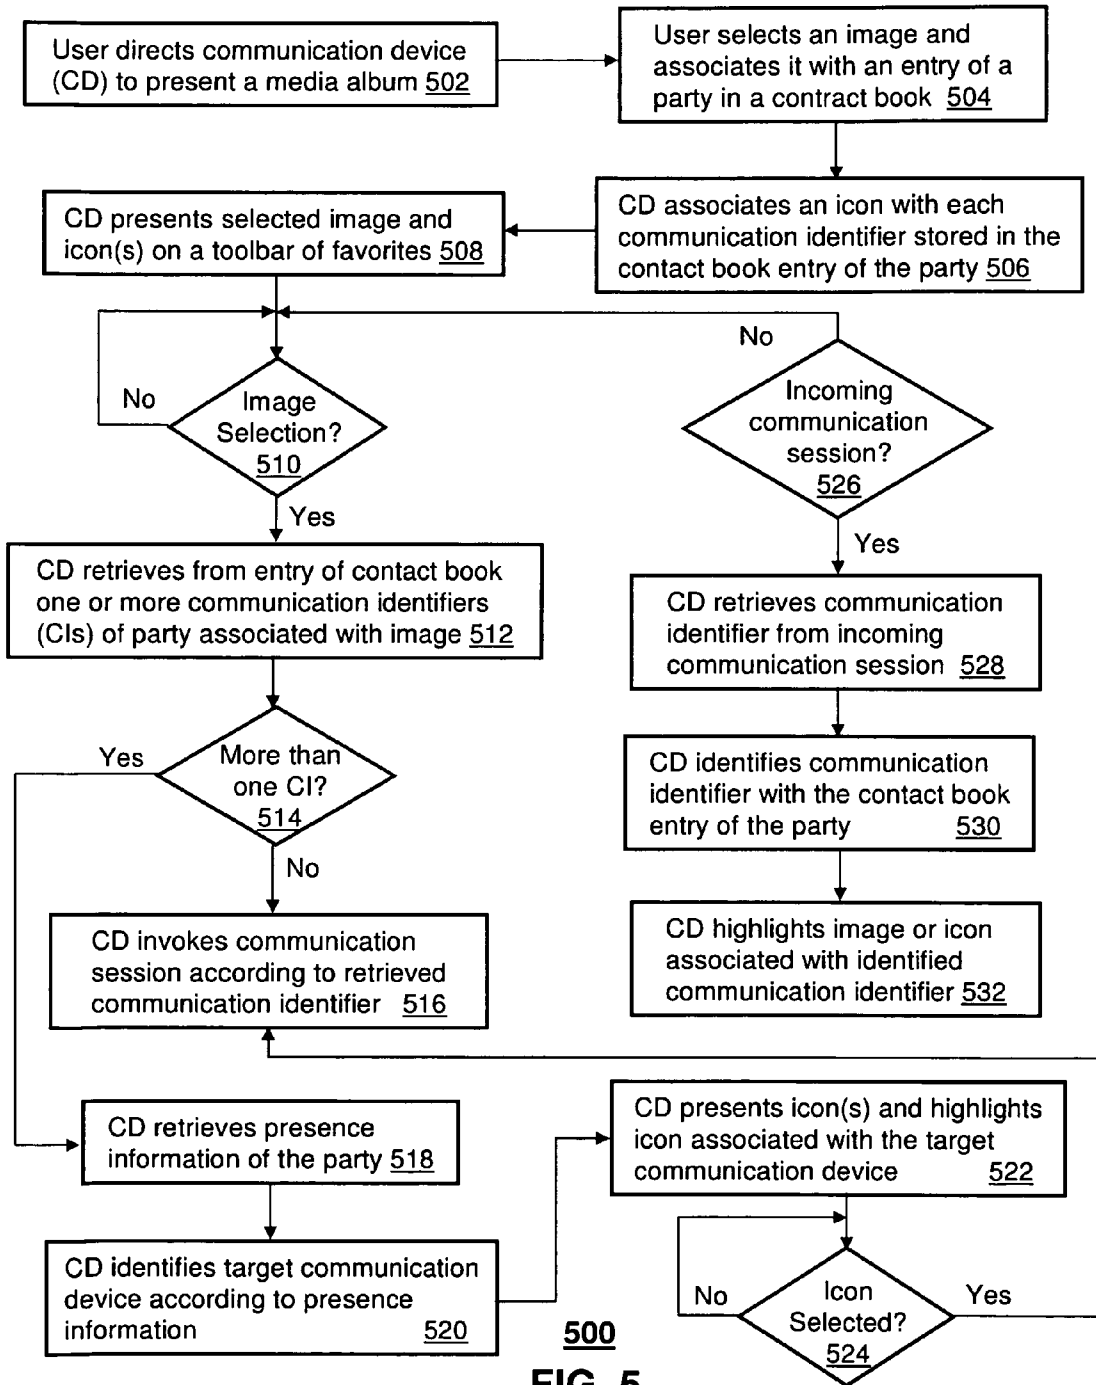 User directs communication device
(CD) to present a media album 502
User selects an image and
associates it with an entry of a
party in a contract book 504
CD associates an icon with each
communication identifier stored in the
contact book entry of the party 506
CD presents selected image and
icon(s) on a toolbar of favorites 508
Image
Selection?
510
No
Yes
CD retrieves from entry of contact book
one or more communication identifiers
(CIs) of party associated with image 512
More than
one CI?
514
Yes
No
CD invokes communication
session according to retrieved
communication identifier 516
CD retrieves presence
information of the party 518
CD identifies target communication
device according to presence
information 520
CD presents icon(s) and highlights
icon associated with the target
communication device 522
Icon
Selected?
524
No
Yes
Incoming
communication
session?
526
No
Yes
CD retrieves communication
identifier from incoming
communication session 528
CD identifies communication
identifier with the contact book
entry of the party 530
CD highlights image or icon
associated with identified
communication identifier 532
500
FIG. 5